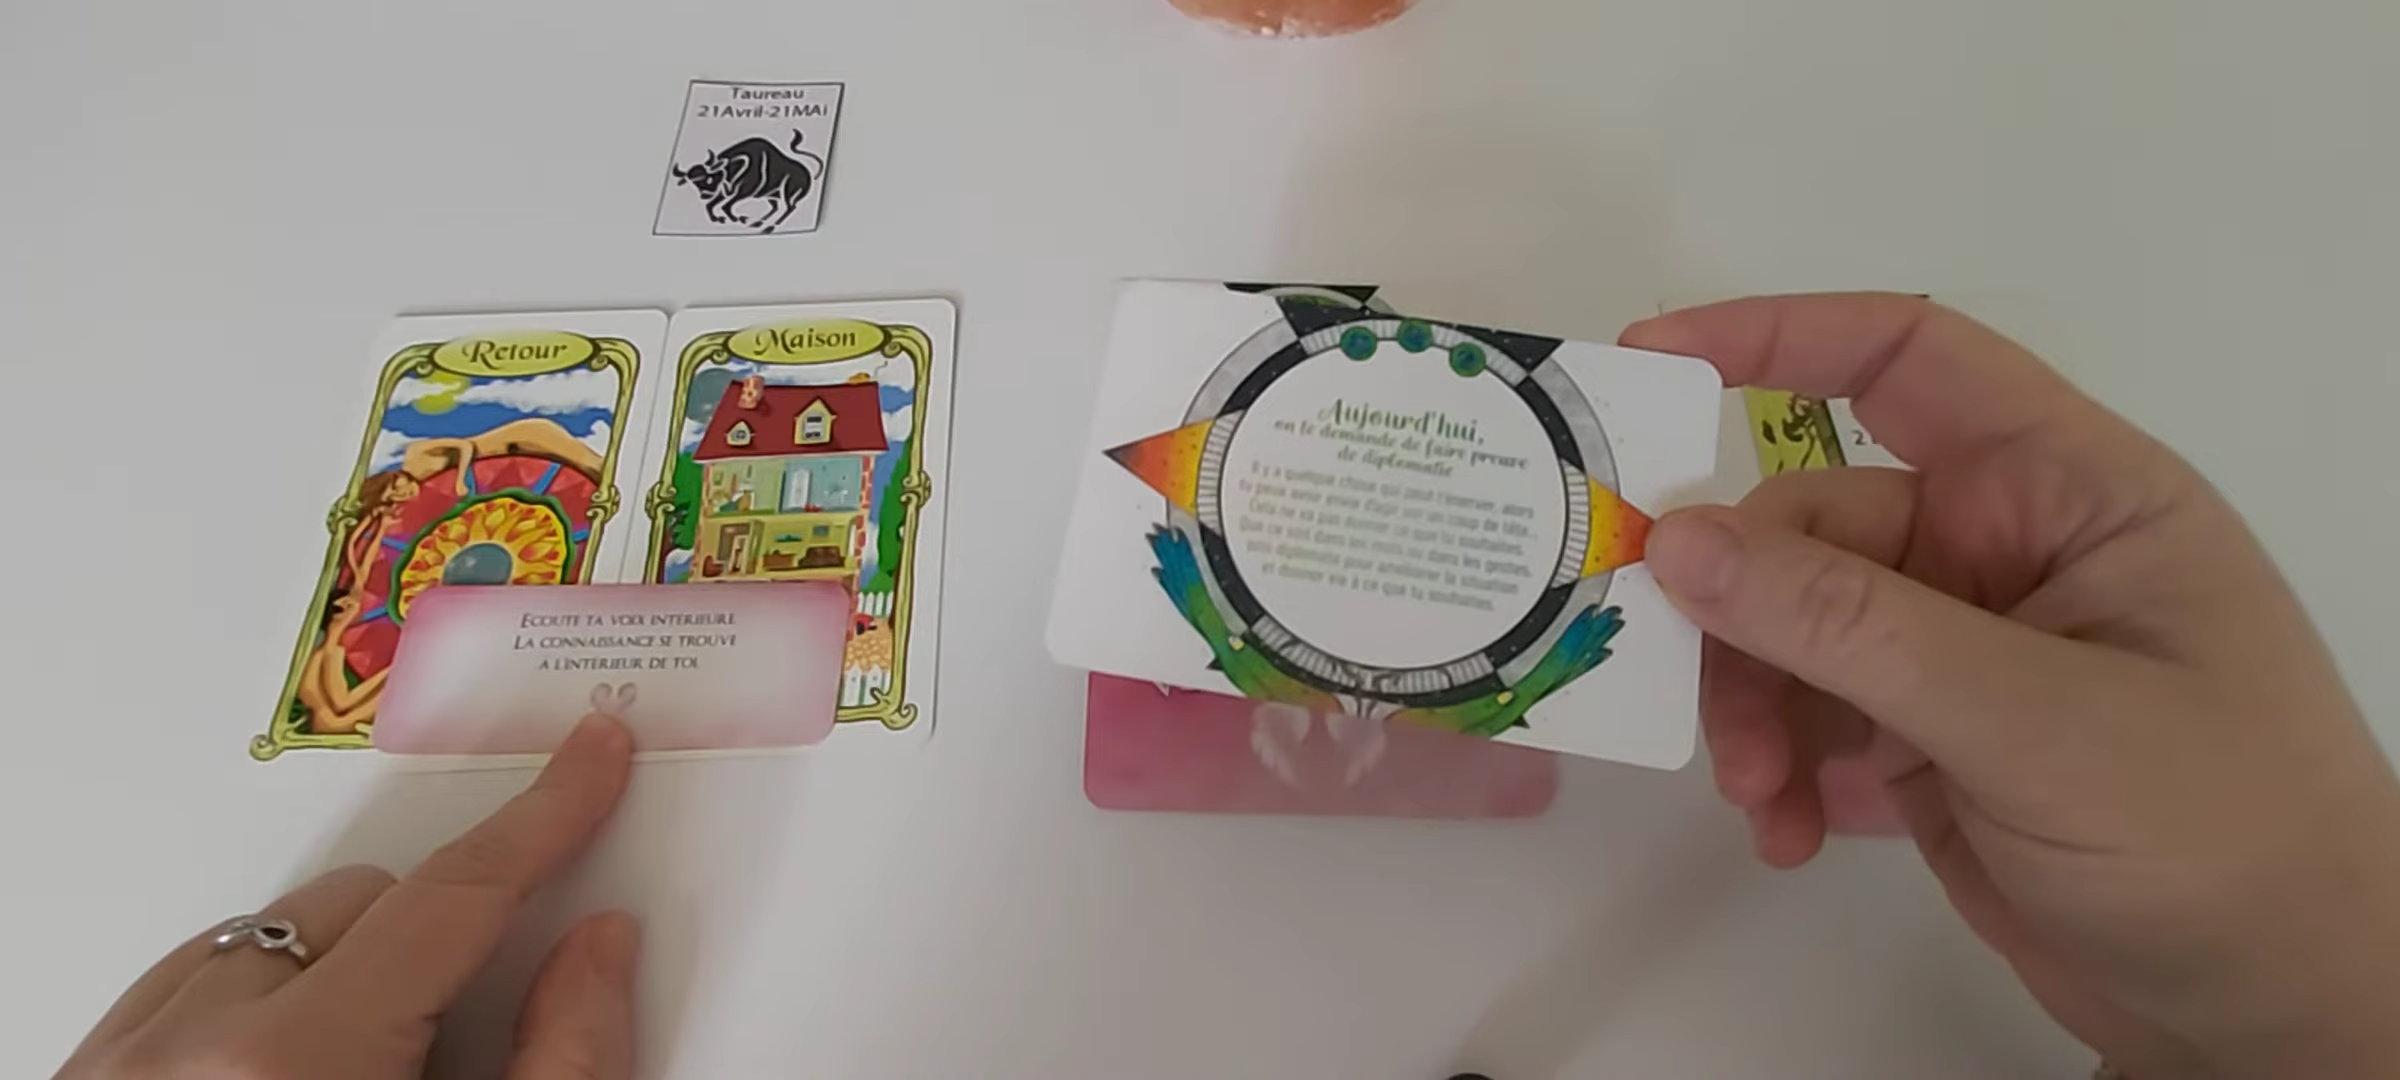 Taureau
21Avril-21MAi
Retour
Maison
Ecoute ta voix interieure
La connaissance se trouve
a l'interieur de toi.
Aujourd'hui,
on te demande de faire preuve
de diplomatie
Il y a quelque chose qui peut t'énerver, alors
tu peux avoir envie d'agir sur un coup de tête...
Cela ne va pas donner ce que tu souhaites.
Que ce soit dans les mots ou dans les gestes,
sois diplomate pour améliorer la situation
et donner vie à ce que tu souhaites.
2